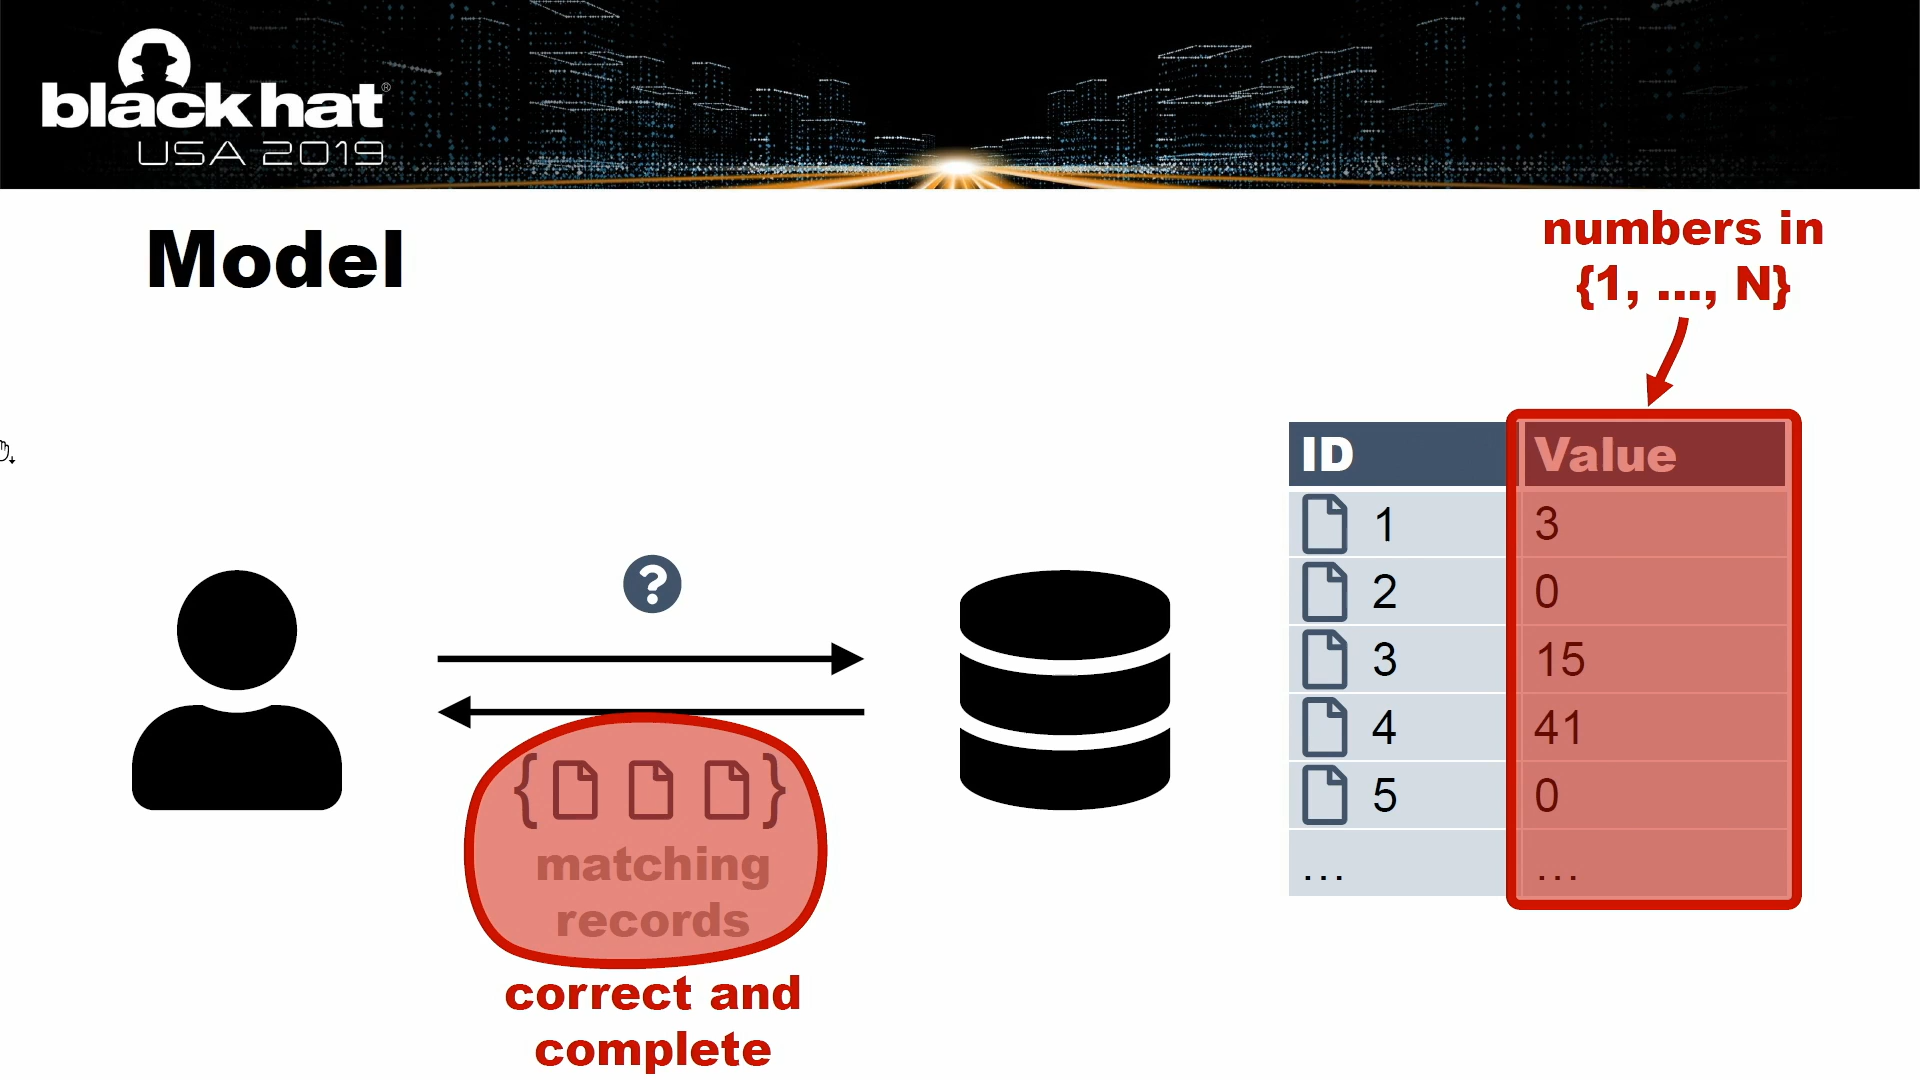 black hat®
USA 2019
Model
numbers in
{1, ..., N}
ID Value
1 3
2 0
3 15
4 41
5 0
... ...
?
{ }
matching
records
correct and
complete